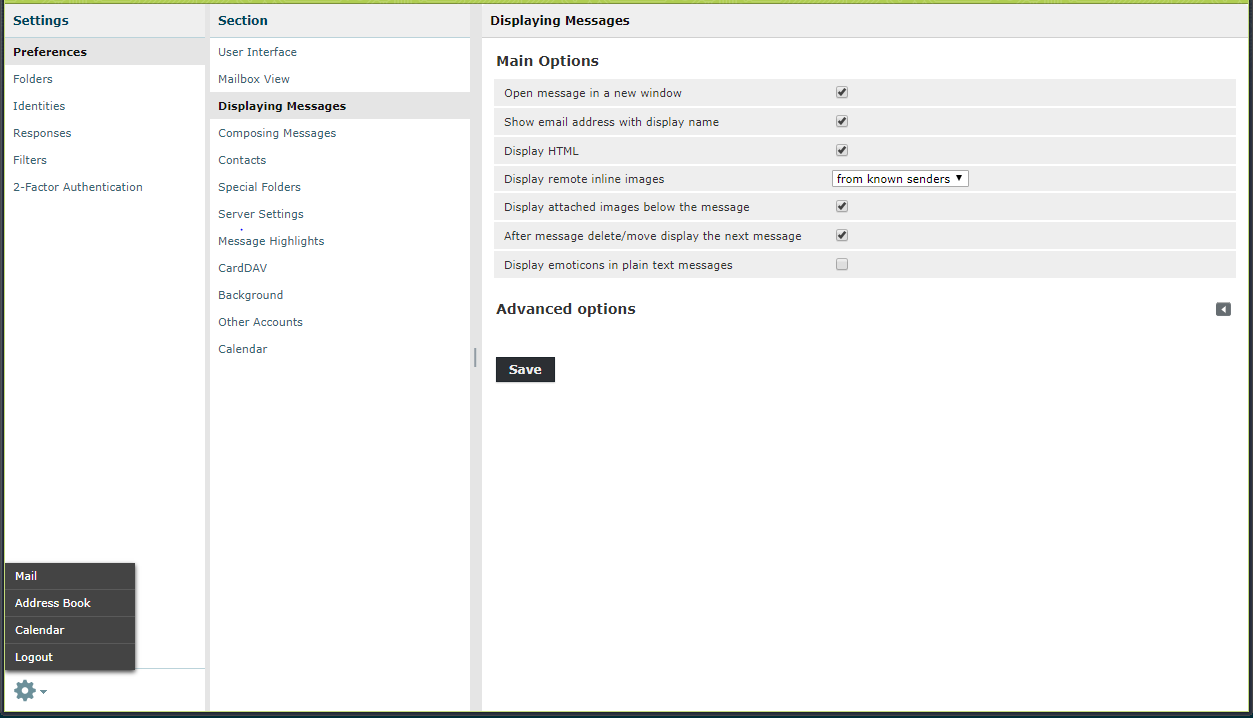 Settings
Preferences
Folders
Identities
Responses
Filters
2-Factor Authentication
Mail
Address Book
Calendar
Logout
Section
User Interface
Mailbox View
Displaying Messages
Composing Messages
Contacts
Special Folders
Server Settings
Message Highlights
CardDAV
Background
Other Accounts
Calendar
Displaying Messages
Main Options
Open message in a new window
Show email address with display name
Display HTML
Display remote inline images from known senders
Display attached images below the message
After message delete/move display the next message
Display emoticons in plain text messages
Advanced options
Save